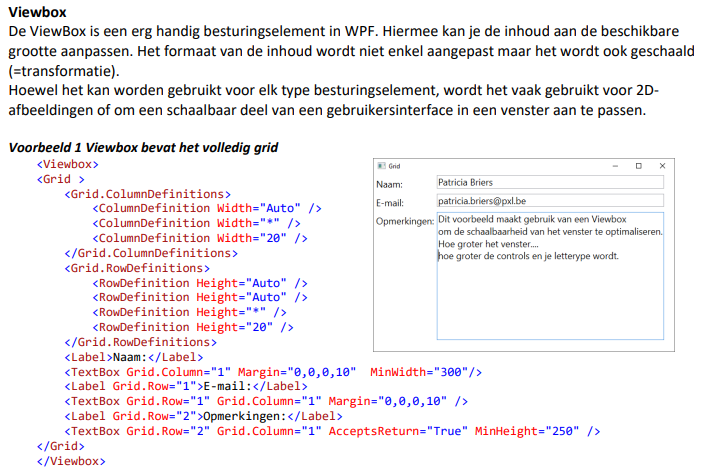 Viewbox
De ViewBox is een erg handig besturingselement in WPF. Hiermee kan je de inhoud aan de beschikbare
grootte aanpassen. Het formaat van de inhoud wordt niet enkel aangepast maar het wordt ook geschaald
(=transformatie).
Hoewel het kan worden gebruikt voor elk type besturingselement, wordt het vaak gebruikt voor 2D-
afbeeldingen of om een schaalbaar deel van een gebruikersinterface in een venster aan te passen.
Voorbeeld 1 Viewbox bevat het volledig grid
<Viewbox>
<Grid >
<Grid.ColumnDefinitions>
<ColumnDefinition Width="Auto" />
<ColumnDefinition Width="*" />
<ColumnDefinition Width="20" />
</Grid.ColumnDefinitions>
<Grid.RowDefinitions>
<RowDefinition Height="Auto" />
<RowDefinition Height="Auto" />
<RowDefinition Height="*" />
<RowDefinition Height="20" />
</Grid.RowDefinitions>
<Label>Naam:</Label>
<TextBox Grid.Column="1" Margin="0,0,0,10"  MinWidth="300"/>
<Label Grid.Row="1">E-mail:</Label>
<TextBox Grid.Row="1" Grid.Column="1" Margin="0,0,0,10" />
<Label Grid.Row="2">Opmerkingen:</Label>
<TextBox Grid.Row="2" Grid.Column="1" AcceptsReturn="True" MinHeight="250" />
</Grid>
</Viewbox>
Grid
Naam: Patricia Briers
E-mail: patricia.briers@pxl.be
Opmerkingen: Dit voorbeeld maakt gebruik van een Viewbox
om de schaalbaarheid van het venster te optimaliseren.
Hoe groter het venster....
hoe groter de controls en je letterype wordt.